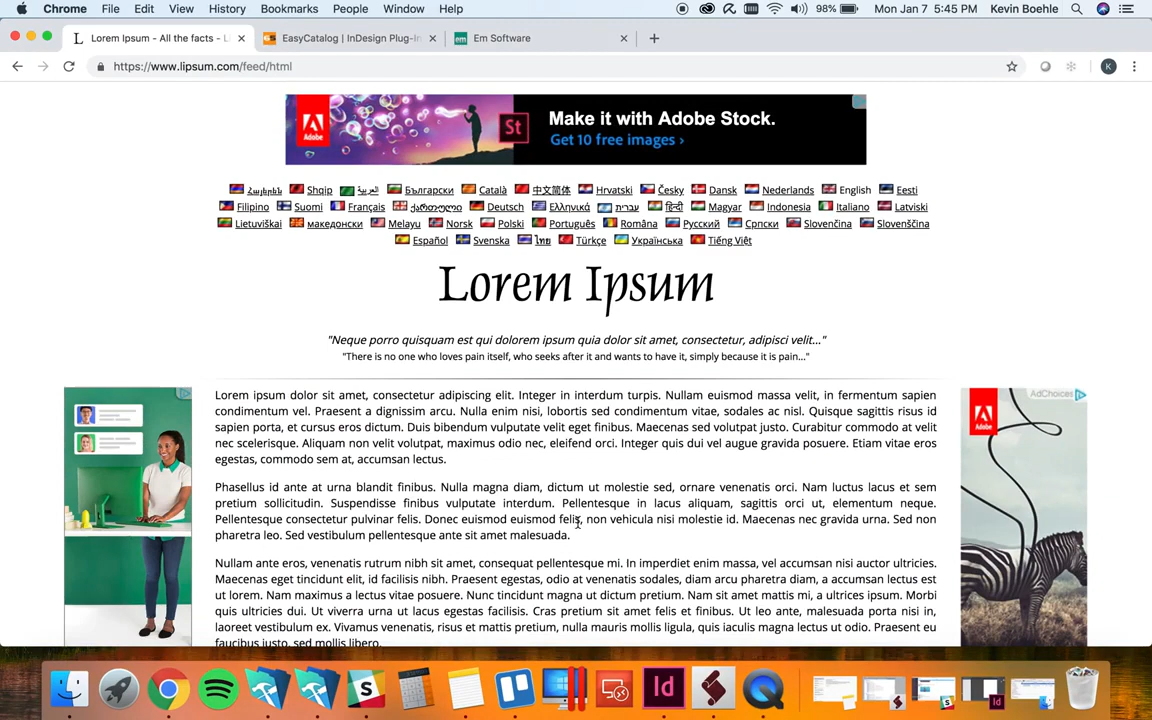 Chrome File Edit View History Bookmarks People Window Help 98% Mon Jan 7 5:45 PM Kevin Boehle
Lorem Ipsum - All the facts - L EasyCatalog | InDesign Plug-In Em Software
https://www.lipsum.com/feed/html
Adobe St Make it with Adobe Stock.
Get 10 free images ›
Հայերեն Shqip العربية Български Català 中文简体 Hrvatski Česky Dansk Nederlands English Eesti
Filipino Suomi Français ქართული Deutsch Ελληνικά עברית हिन्दी Magyar Indonesia Italiano Latviski
Lietuviškai македонски Melayu Norsk Polski Português Româna Русский Српски Slovenčina Slovenščina
Español Svenska ไทย Türkçe Українська Tiếng Việt
Lorem Ipsum
"Neque porro quisquam est qui dolorem ipsum quia dolor sit amet, consectetur, adipisci velit..."
"There is no one who loves pain itself, who seeks after it and wants to have it, simply because it is pain..."
AdChoices
Adobe
Lorem ipsum dolor sit amet, consectetur adipiscing elit. Integer in interdum turpis. Nullam euismod massa velit, in fermentum sapien
condimentum vel. Praesent a dignissim arcu. Nulla enim nisi, lobortis sed condimentum vitae, sodales ac nisl. Quisque sagittis risus id
sapien porta, et cursus eros dictum. Duis bibendum vulputate velit eget finibus. Maecenas sed volutpat justo. Curabitur commodo at velit
nec scelerisque. Aliquam non velit volutpat, maximus odio nec, eleifend orci. Integer quis dui vel augue gravida posuere. Etiam vitae eros
egestas, commodo sem at, accumsan lectus.
Phasellus id ante at urna blandit finibus. Nulla magna diam, dictum ut molestie sed, ornare venenatis orci. Nam luctus lacus et sem
pretium sollicitudin. Suspendisse finibus vulputate interdum. Pellentesque in lacus aliquam, sagittis orci ut, elementum neque.
Pellentesque consectetur pulvinar felis. Donec euismod euismod felis, non vehicula nisi molestie id. Maecenas nec gravida urna. Sed non
pharetra leo. Sed vestibulum pellentesque ante sit amet malesuada.
Nullam ante eros, venenatis rutrum nibh sit amet, consequat pellentesque mi. In imperdiet enim massa, vel accumsan nisi auctor ultricies.
Maecenas eget tincidunt elit, id facilisis nibh. Praesent egestas, odio at venenatis sodales, diam arcu pharetra diam, a accumsan lectus est
ut lorem. Nam maximus a lectus vitae commodo. Nunc tincidunt magna ut dictum pretium. Nam sit amet mattis mi, a ultrices ipsum. Morbi
quis ultricies dui. Ut viverra urna ut lacus egestas facilisis. Cras pretium sit amet felis et finibus. Ut leo ante, malesuada porta nisi in,
laoreet vestibulum ex. Vivamus venenatis, risus et mattis pretium, nulla mauris mollis ligula, quis iaculis magna lectus ut odio. Praesent eu
faucibus justo, sed mollis libero.
Id